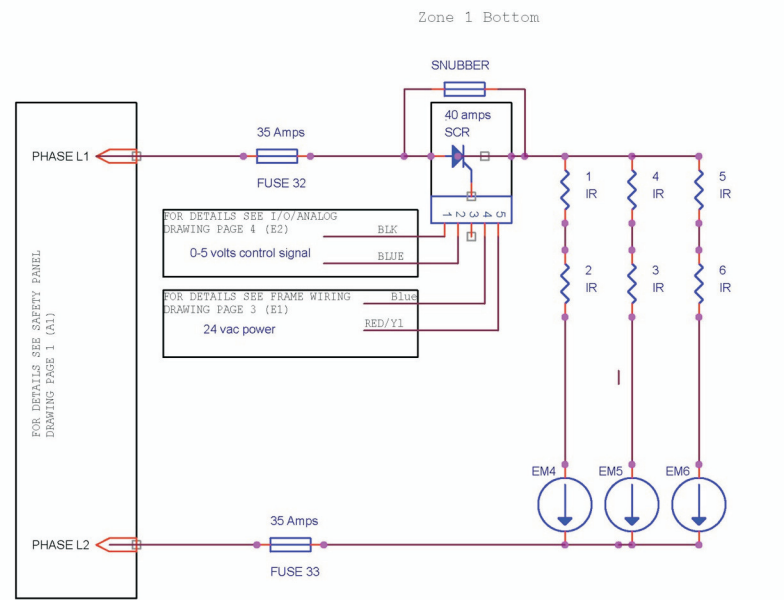 Zone 1 Bottom
SNUBBER
40 amps
SCR
35 Amps
PHASE L1
FUSE 32
1
IR
4
IR
5
IR
1 2 3 4 5
FOR DETAILS SEE I/O/ANALOG
DRAWING PAGE 4 (E2)
BLK
0-5 volts control signal
BLUE
FOR DETAILS SEE FRAME WIRING
DRAWING PAGE 3 (E1)
Blue
24 vac power
RED/Yl
2
IR
3
IR
6
IR
FOR DETAILS SEE SAFETY PANEL
DRAWING PAGE 1 (A1)
EM4
EM5
EM6
35 Amps
PHASE L2
FUSE 33